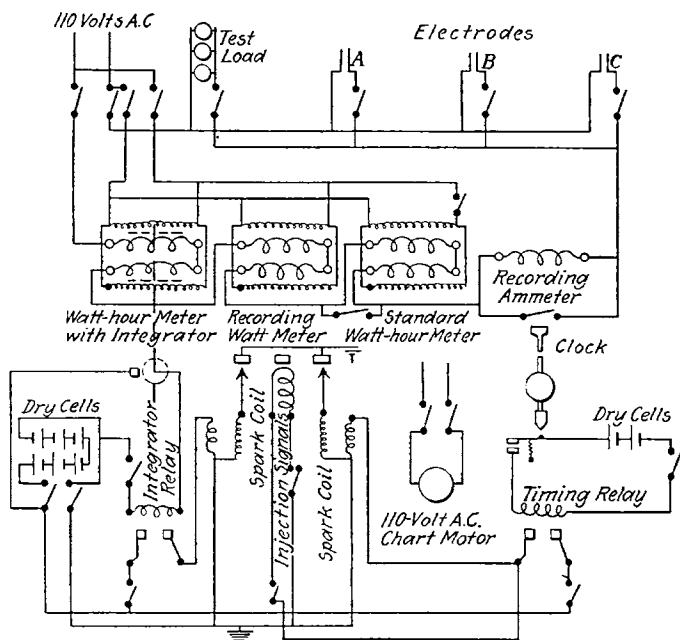 110 Volts A.C
Test
Load
Electrodes
A
B
C
Watt-hour Meter
with Integrator
Recording
Watt Meter
Standard
Watt-hour Meter
Recording
Ammeter
Clock
Dry Cells
Integrator
Relay
Spark Coil
Injection Signals
Spark Coil
110-Volt A.C.
Chart Motor
Dry Cells
Timing Relay